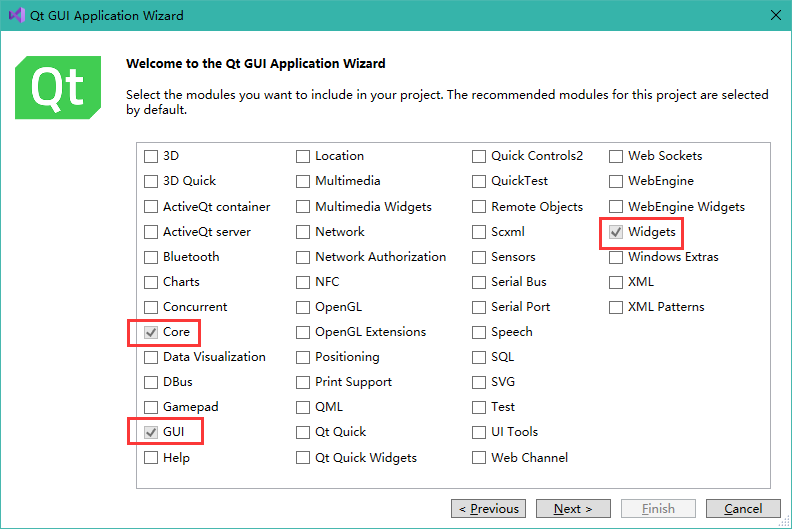 Qt GUI Application Wizard
Qt
Welcome to the Qt GUI Application Wizard
Select the modules you want to include in your project. The recommended modules for this project are selected
by default.
3D
3D Quick
ActiveQt container
ActiveQt server
Bluetooth
Charts
Concurrent
Core
Data Visualization
DBus
Gamepad
GUI
Help
Location
Multimedia
Multimedia Widgets
Network
Network Authorization
NFC
OpenGL
OpenGL Extensions
Positioning
Print Support
QML
Qt Quick
Qt Quick Widgets
Quick Controls2
QuickTest
Remote Objects
Scxml
Sensors
Serial Bus
Serial Port
Speech
SQL
SVG
Test
UI Tools
Web Channel
Web Sockets
WebEngine
WebEngine Widgets
Widgets
Windows Extras
XML
XML Patterns
< Previous
Next >
Finish
Cancel